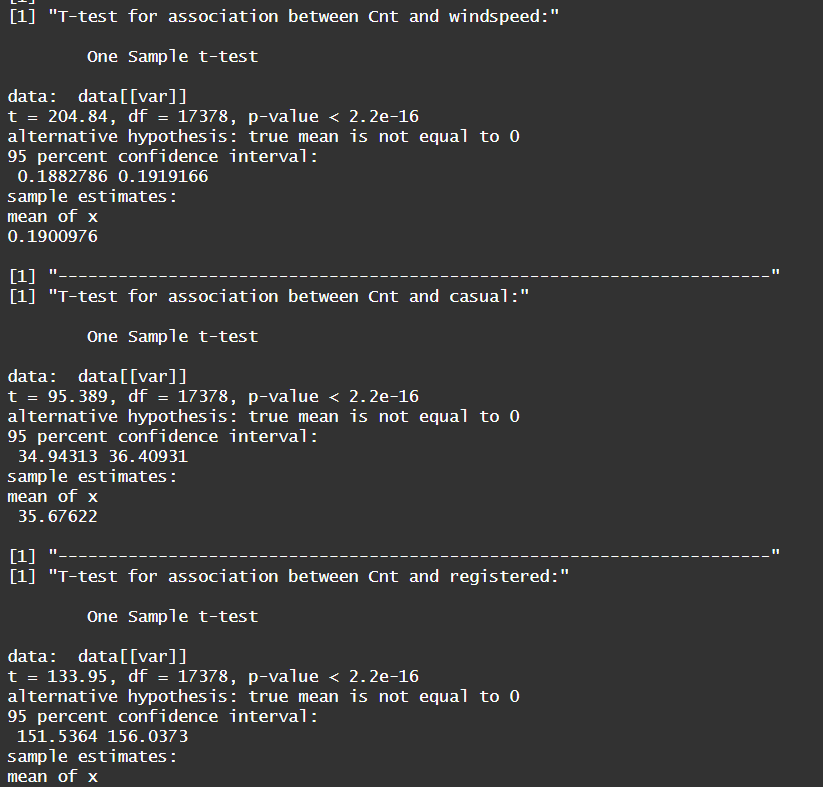 [1] "T-test for association between Cnt and windspeed:"
One Sample t-test
data:  data[[var]]
t = 204.84, df = 17378, p-value < 2.2e-16
alternative hypothesis: true mean is not equal to 0
95 percent confidence interval:
0.1882786 0.1919166
sample estimates:
mean of x
0.1900976
[1] "-----------------------------------------------------------------------"
[1] "T-test for association between Cnt and casual:"
One Sample t-test
data:  data[[var]]
t = 95.389, df = 17378, p-value < 2.2e-16
alternative hypothesis: true mean is not equal to 0
95 percent confidence interval:
34.94313 36.40931
sample estimates:
mean of x
35.67622
[1] "-----------------------------------------------------------------------"
[1] "T-test for association between Cnt and registered:"
One Sample t-test
data:  data[[var]]
t = 133.95, df = 17378, p-value < 2.2e-16
alternative hypothesis: true mean is not equal to 0
95 percent confidence interval:
151.5364 156.0373
sample estimates:
mean of x